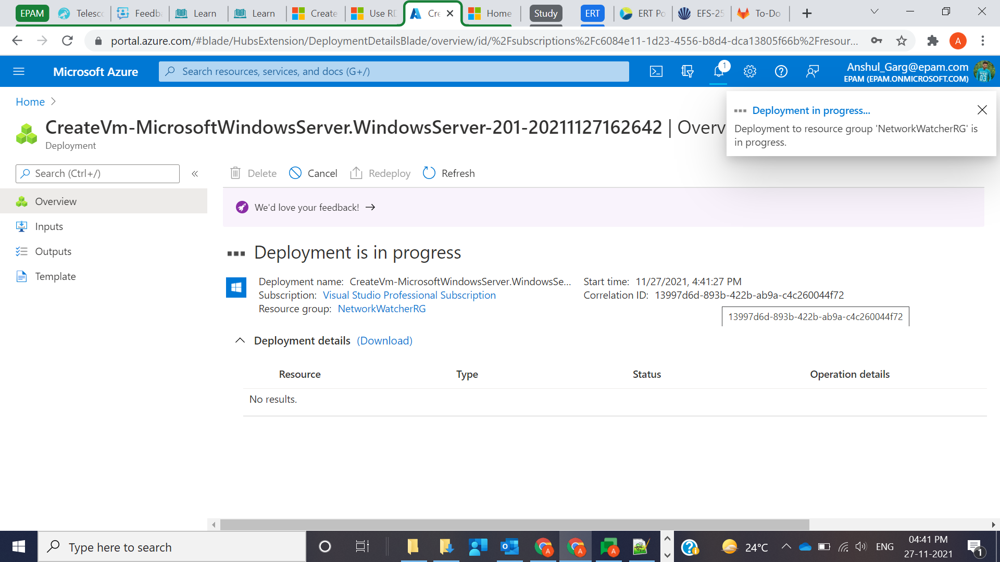 EPAM
Telesco
Feedba
Learn
Learn
Create
Use RD
Cre
Home
Study
ERT
ERT Po
EFS-25
To-Do
portal.azure.com/#blade/HubsExtension/DeploymentDetailsBlade/overview/id/%2Fsubscriptions%2Fc6084e11-1d23-4556-b8d4-dca13805f66b%2Fresour...
A
Microsoft Azure
Search resources, services, and docs (G+/)
1
Anshul_Garg@epam.com
EPAM (EPAM.ONMICROSOFT.COM)
Home
Deployment in progress...
Deployment to resource group 'NetworkWatcherRG' is
in progress.
CreateVm-MicrosoftWindowsServer.WindowsServer-201-20211127162642 | Overv
Deployment
Search (Ctrl+/)
«
Delete
Cancel
Redeploy
Refresh
Overview
Inputs
Outputs
Template
We'd love your feedback!
Deployment is in progress
Deployment name: CreateVm-MicrosoftWindowsServer.WindowsSe...
Subscription: Visual Studio Professional Subscription
Resource group: NetworkWatcherRG
Start time: 11/27/2021, 4:41:27 PM
Correlation ID: 13997d6d-893b-422b-ab9a-c4c260044f72
13997d6d-893b-422b-ab9a-c4c260044f72
Deployment details (Download)
Resource Type Status Operation details
No results.
Type here to search
A
A
A
24°C
ENG
04:41 PM
27-11-2021
1